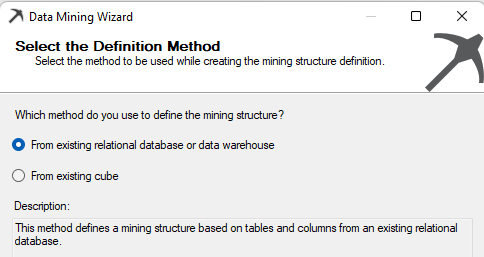 Data Mining Wizard
Select the Definition Method
Select the method to be used while creating the mining structure definition.
Which method do you use to define the mining structure?
From existing relational database or data warehouse
From existing cube
Description:
This method defines a mining structure based on tables and columns from an existing relational
database.